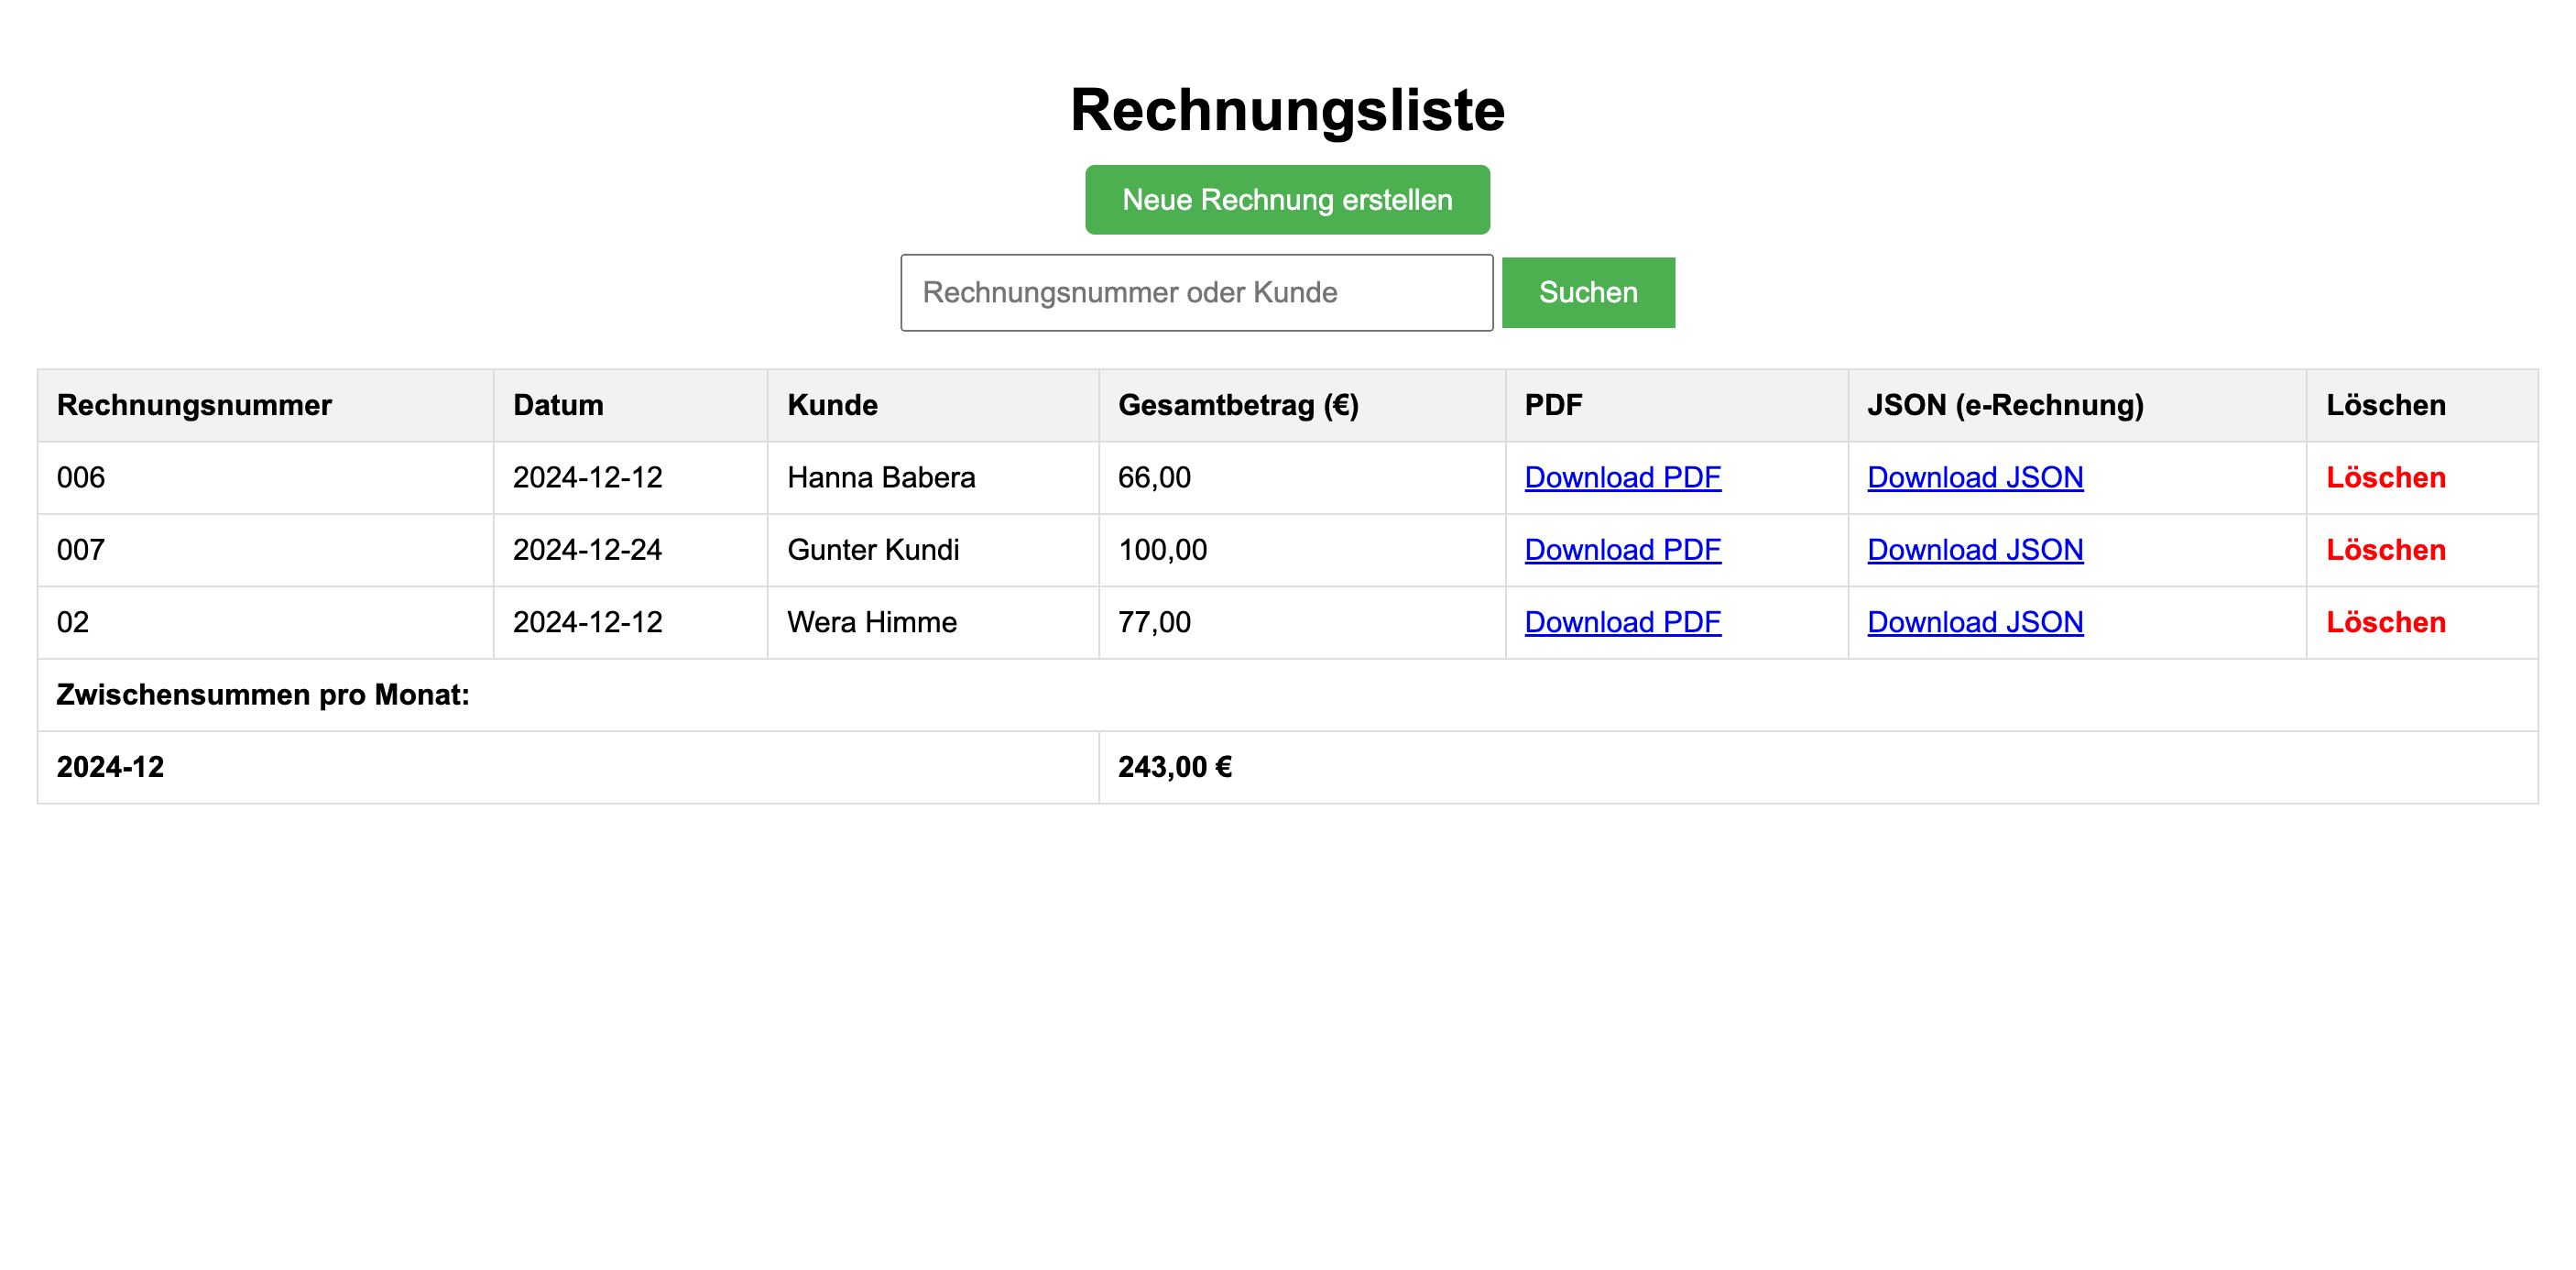 Rechnungsliste
Neue Rechnung erstellen
Rechnungsnummer oder Kunde Suchen
Rechnungsnummer Datum Kunde Gesamtbetrag (€) PDF JSON (e-Rechnung) Löschen
006 2024-12-12 Hanna Babera 66,00 Download PDF Download JSON Löschen
007 2024-12-24 Gunter Kundi 100,00 Download PDF Download JSON Löschen
02 2024-12-12 Wera Himme 77,00 Download PDF Download JSON Löschen
Zwischensummen pro Monat:
2024-12 243,00 €